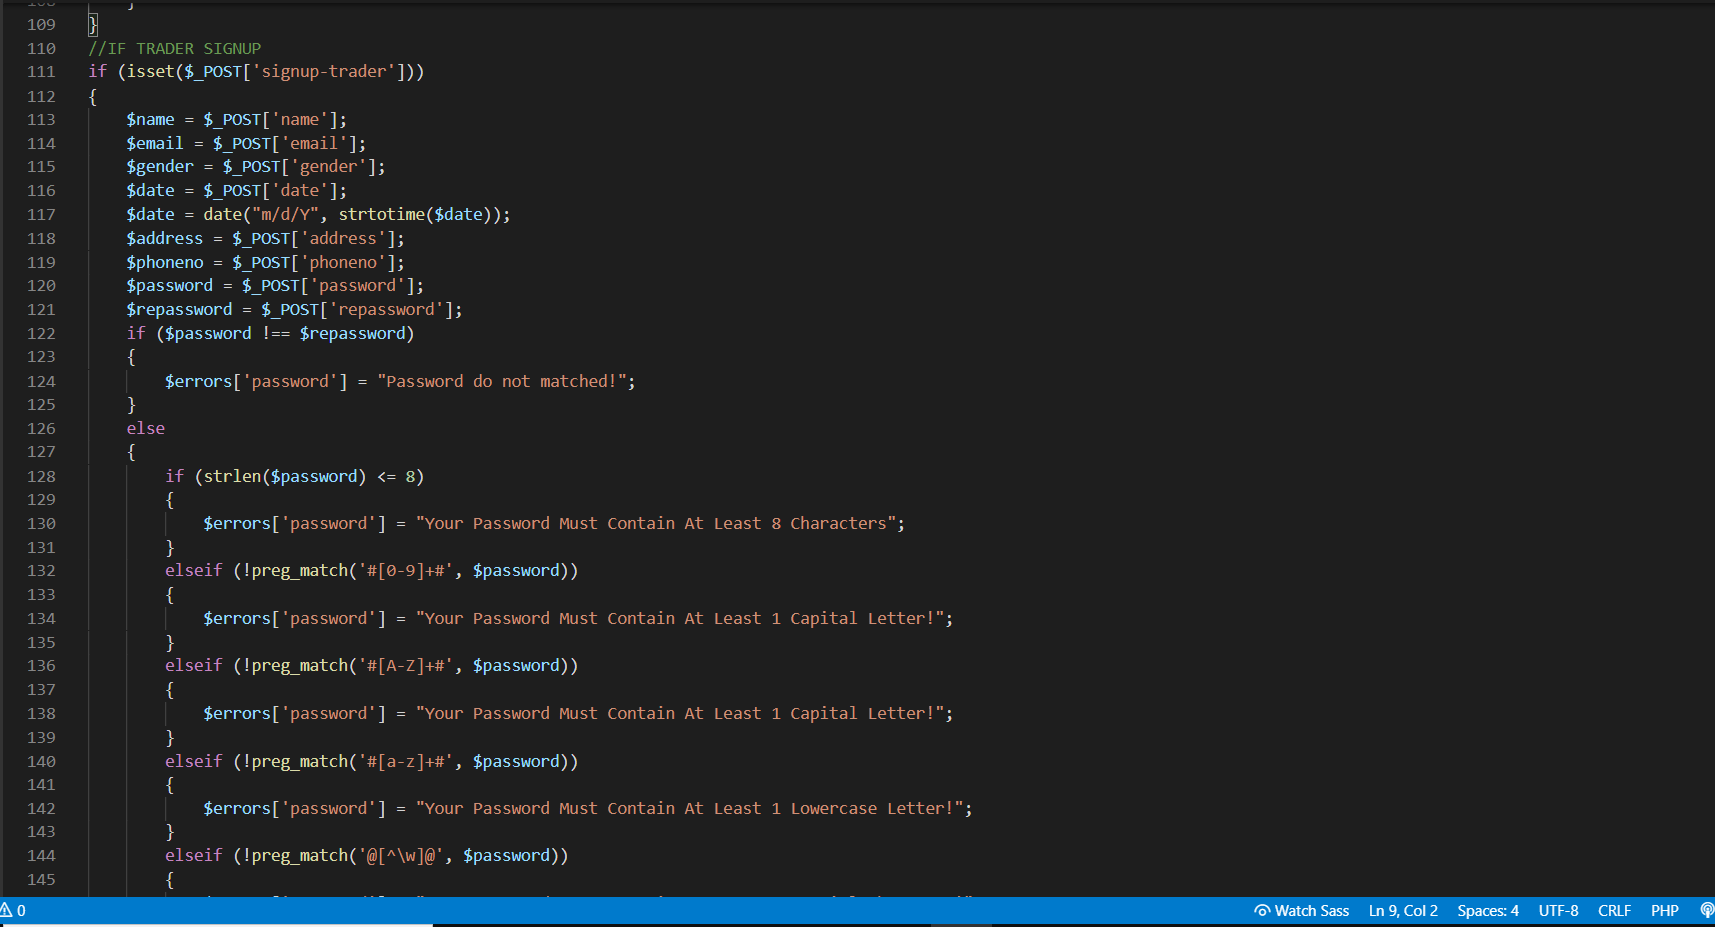 108 }
109 }
110 //IF TRADER SIGNUP
111 if (isset($_POST['signup-trader']))
112 {
113 $name = $_POST['name'];
114 $email = $_POST['email'];
115 $gender = $_POST['gender'];
116 $date = $_POST['date'];
117 $date = date("m/d/Y", strtotime($date));
118 $address = $_POST['address'];
119 $phoneno = $_POST['phoneno'];
120 $password = $_POST['password'];
121 $repassword = $_POST['repassword'];
122 if ($password !== $repassword)
123 {
124 $errors['password'] = "Password do not matched!";
125 }
126 else
127 {
128 if (strlen($password) <= 8)
129 {
130 $errors['password'] = "Your Password Must Contain At Least 8 Characters";
131 }
132 elseif (!preg_match('#[0-9]+#', $password))
133 {
134 $errors['password'] = "Your Password Must Contain At Least 1 Capital Letter!";
135 }
136 elseif (!preg_match('#[A-Z]+#', $password))
137 {
138 $errors['password'] = "Your Password Must Contain At Least 1 Capital Letter!";
139 }
140 elseif (!preg_match('#[a-z]+#', $password))
141 {
142 $errors['password'] = "Your Password Must Contain At Least 1 Lowercase Letter!";
143 }
144 elseif (!preg_match('@[^\w]@', $password))
145 {
0 Watch Sass Ln 9, Col 2 Spaces: 4 UTF-8 CRLF PHP